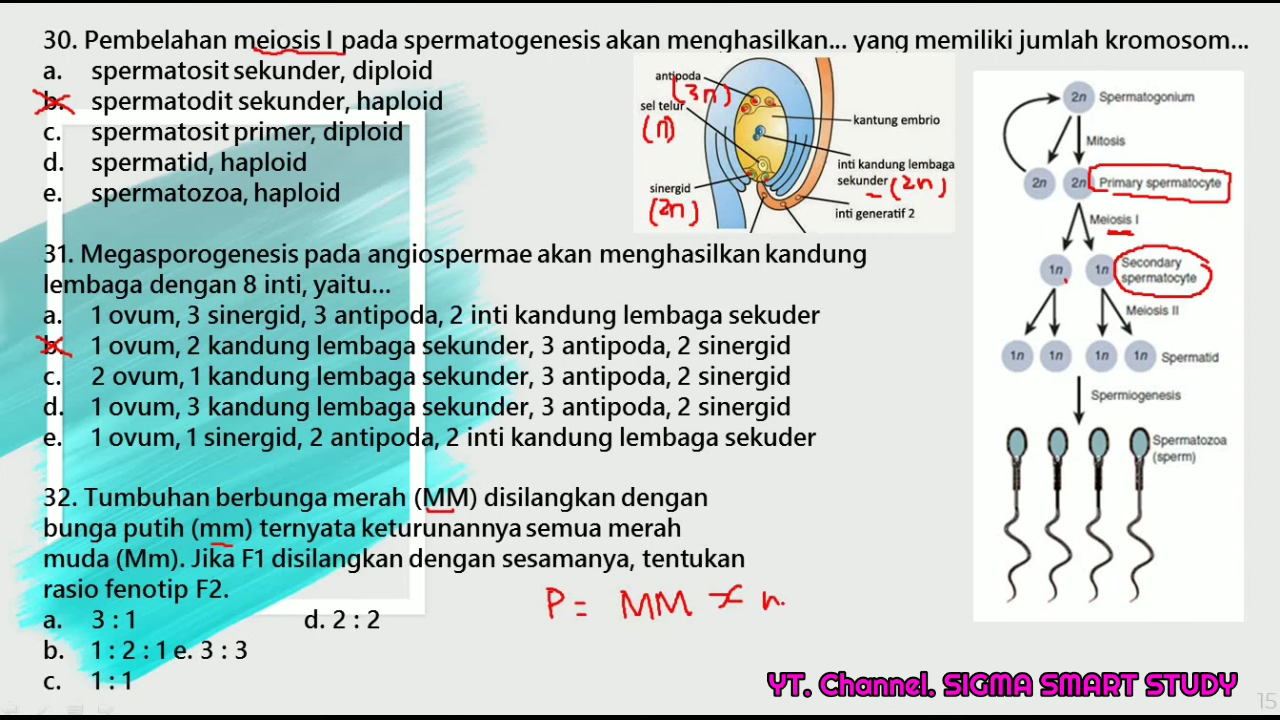 30. Pembelahan meiosis I pada spermatogenesis akan menghasilkan... yang memiliki jumlah kromosom...
a. spermatosit sekunder, diploid
b. spermatodit sekunder, haploid
c. spermatosit primer, diploid
d. spermatid, haploid
e. spermatozoa, haploid
antipoda
(3n)
sel telur
(n)
kantung embrio
inti kandung lembaga
sekunder
(2n)
sinergid
(2n)
inti generatif 2
2n Spermatogonium
Mitosis
2n 2n Primary spermatocyte
Meiosis I
1n 1n Secondary
spermatocyte
Meiosis II
1n 1n 1n 1n Spermatid
Spermiogenesis
Spermatozoa
(sperm)
31. Megasporogenesis pada angiospermae akan menghasilkan kandung
lembaga dengan 8 inti, yaitu...
a. 1 ovum, 3 sinergid, 3 antipoda, 2 inti kandung lembaga sekuder
b. 1 ovum, 2 kandung lembaga sekunder, 3 antipoda, 2 sinergid
c. 2 ovum, 1 kandung lembaga sekunder, 3 antipoda, 2 sinergid
d. 1 ovum, 3 kandung lembaga sekunder, 3 antipoda, 2 sinergid
e. 1 ovum, 1 sinergid, 2 antipoda, 2 inti kandung lembaga sekuder
32. Tumbuhan berbunga merah (MM) disilangkan dengan
bunga putih (mm) ternyata keturunannya semua merah
muda (Mm). Jika F1 disilangkan dengan sesamanya, tentukan
rasio fenotip F2.
a. 3 : 1 d. 2 : 2
b. 1 : 2 : 1 e. 3 : 3
c. 1 : 1
P = MM x
YT. Channel. SIGMA SMART STUDY
15